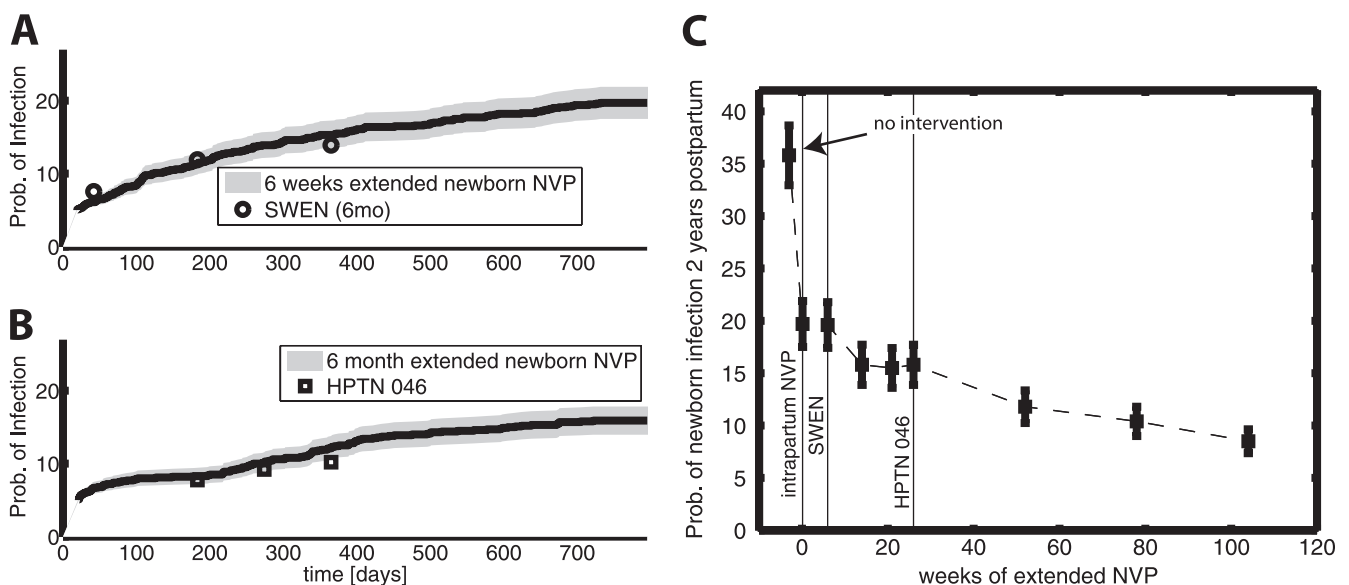 A
Prob. of Infection
20
10
0
6 weeks extended newborn NVP
SWEN (6mo)
0 100 200 300 400 500 600 700
B
Prob. of Infection
20
10
0
6 month extended newborn NVP
HPTN 046
0 100 200 300 400 500 600 700
time [days]
C
Prob. of newborn infection 2 years postpartum
40
35
30
25
20
15
10
5
0
no intervention
intrapartum NVP
SWEN
HPTN 046
0 20 40 60 80 100 120
weeks of extended NVP